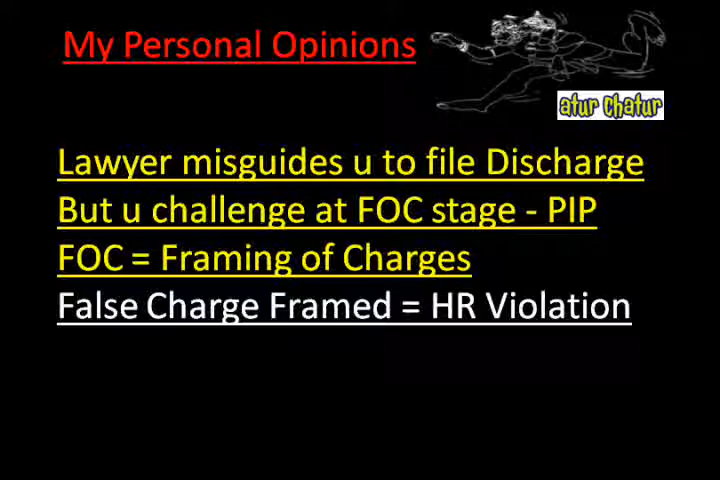 My Personal Opinions
atur chatur
Lawyer misguides u to file Discharge
But u challenge at FOC stage - PIP
FOC = Framing of Charges
False Charge Framed = HR Violation